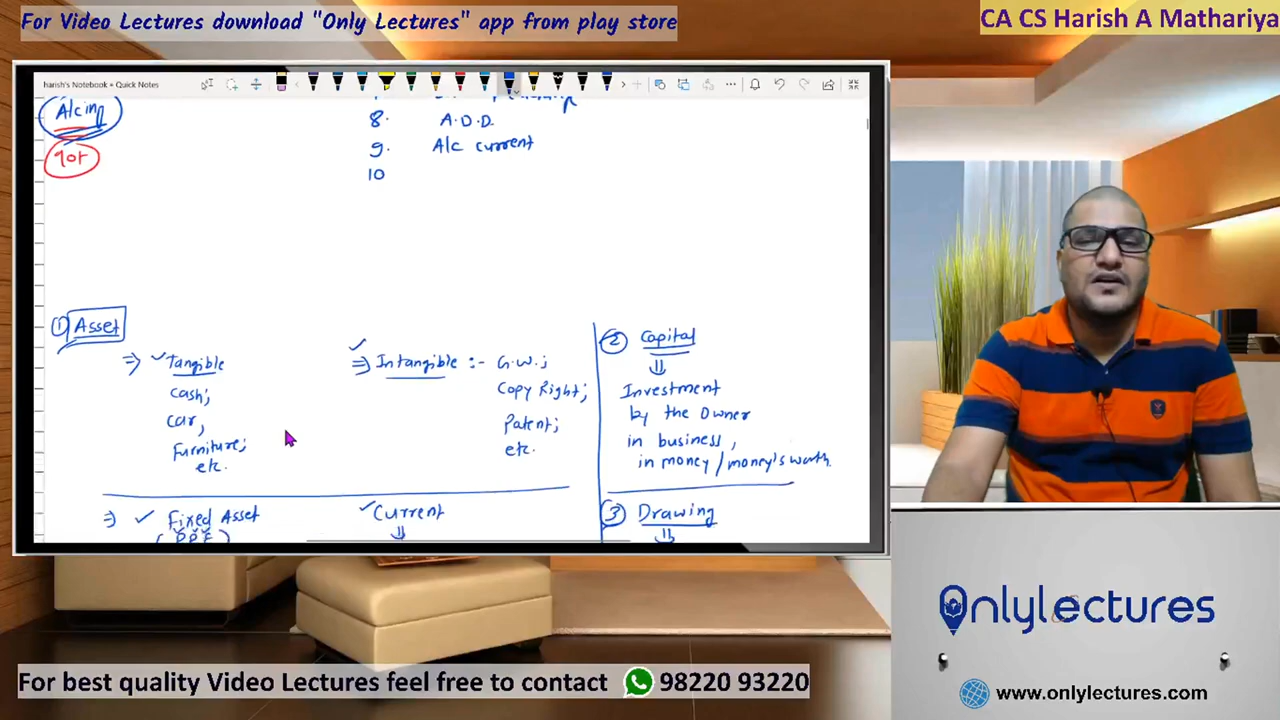 For Video Lectures download "Only Lectures" app from play store
CA CS Harish A Mathariya
harish's Notebook » Quick Notes
A/cing
8. A.D.D.
9. A/c current
10
① Asset
⇒ ✓ Tangible
cash;
car,
Furniture;
etc.
✓
⇒ Intangible :- G.W.;
Copy Right;
Patent;
etc.
② Capital
⇓
Investment
by the Owner
in business,
in money/money's worth.
⇒ ✓ Fixed Asset
(PPE)
✓ Current
⇓
③ Drawing
⇓
Onlylectures
For best quality Video Lectures feel free to contact 98220 93220
www.onlylectures.com